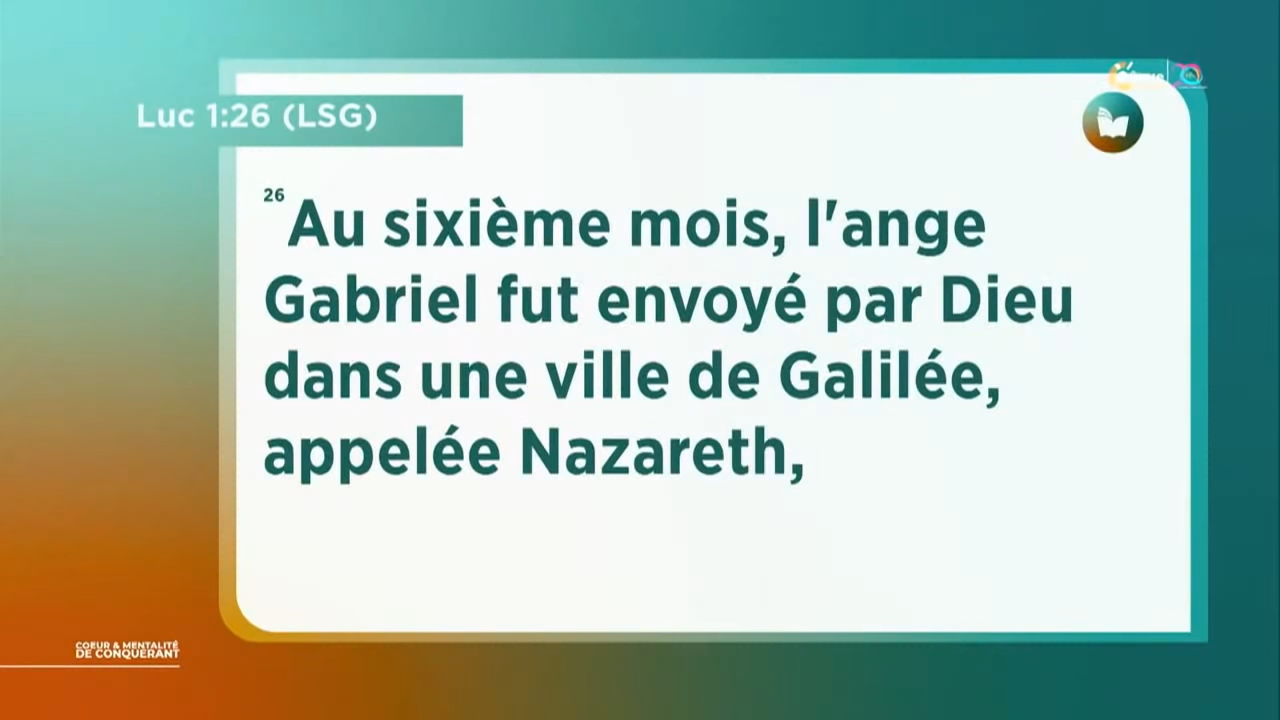 Luc 1:26 (LSG)
26 Au sixième mois, l'ange
Gabriel fut envoyé par Dieu
dans une ville de Galilée,
appelée Nazareth,
COEUR & MENTALITÉ
DE CONQUÉRANT